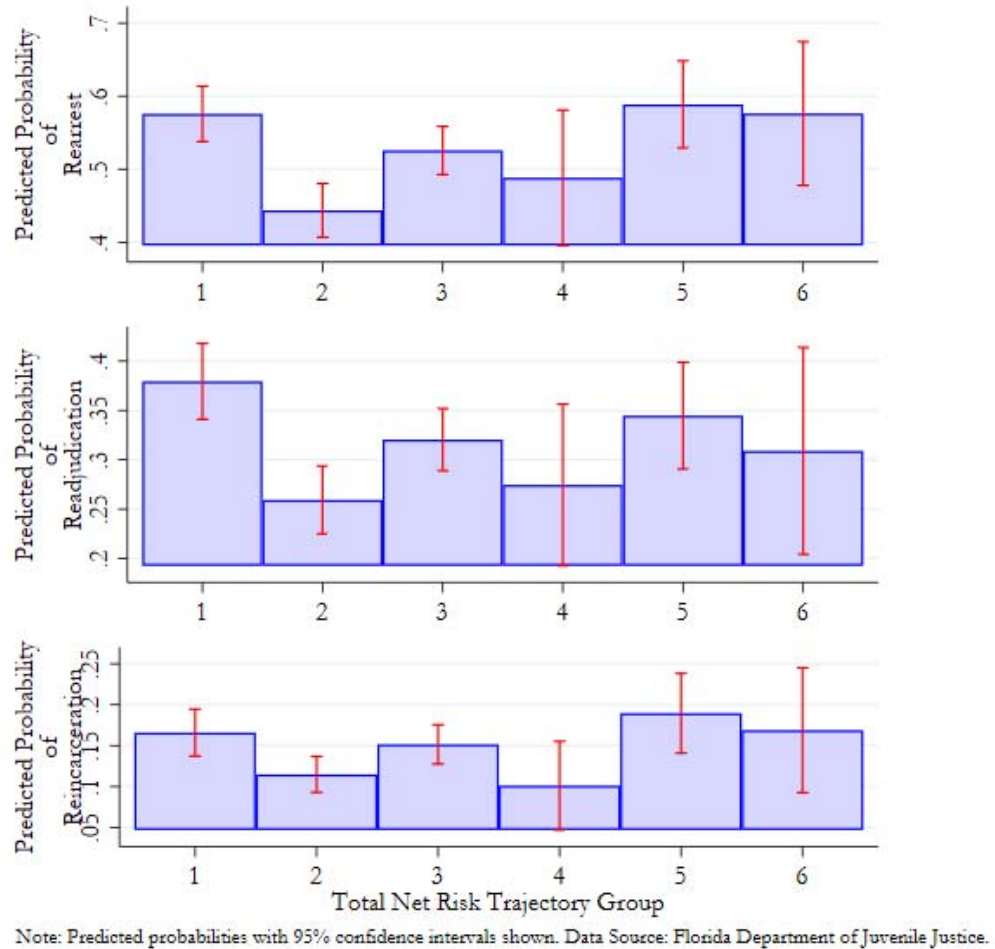 Predicted Probability
of
Rearrest
.7
.6
.5
.4
1 2 3 4 5 6
Predicted Probability
of
Readjudication
.4
.35
.3
.25
.2
1 2 3 4 5 6
Predicted Probability
of
Reincarceration
.25
.2
.15
.1
.05
1 2 3 4 5 6
Total Net Risk Trajectory Group
Note: Predicted probabilities with 95% confidence intervals shown. Data Source: Florida Department of Juvenile Justice.